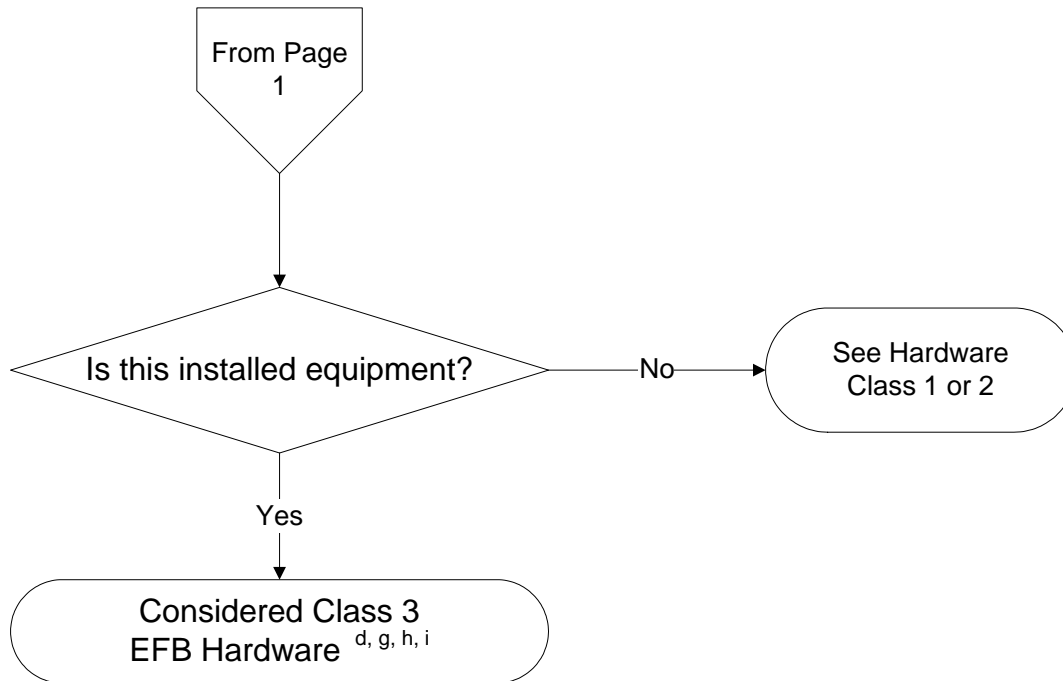 From Page
1
Is this installed equipment?
No
See Hardware
Class 1 or 2
Yes
Considered Class 3
EFB Hardware d, g, h, i